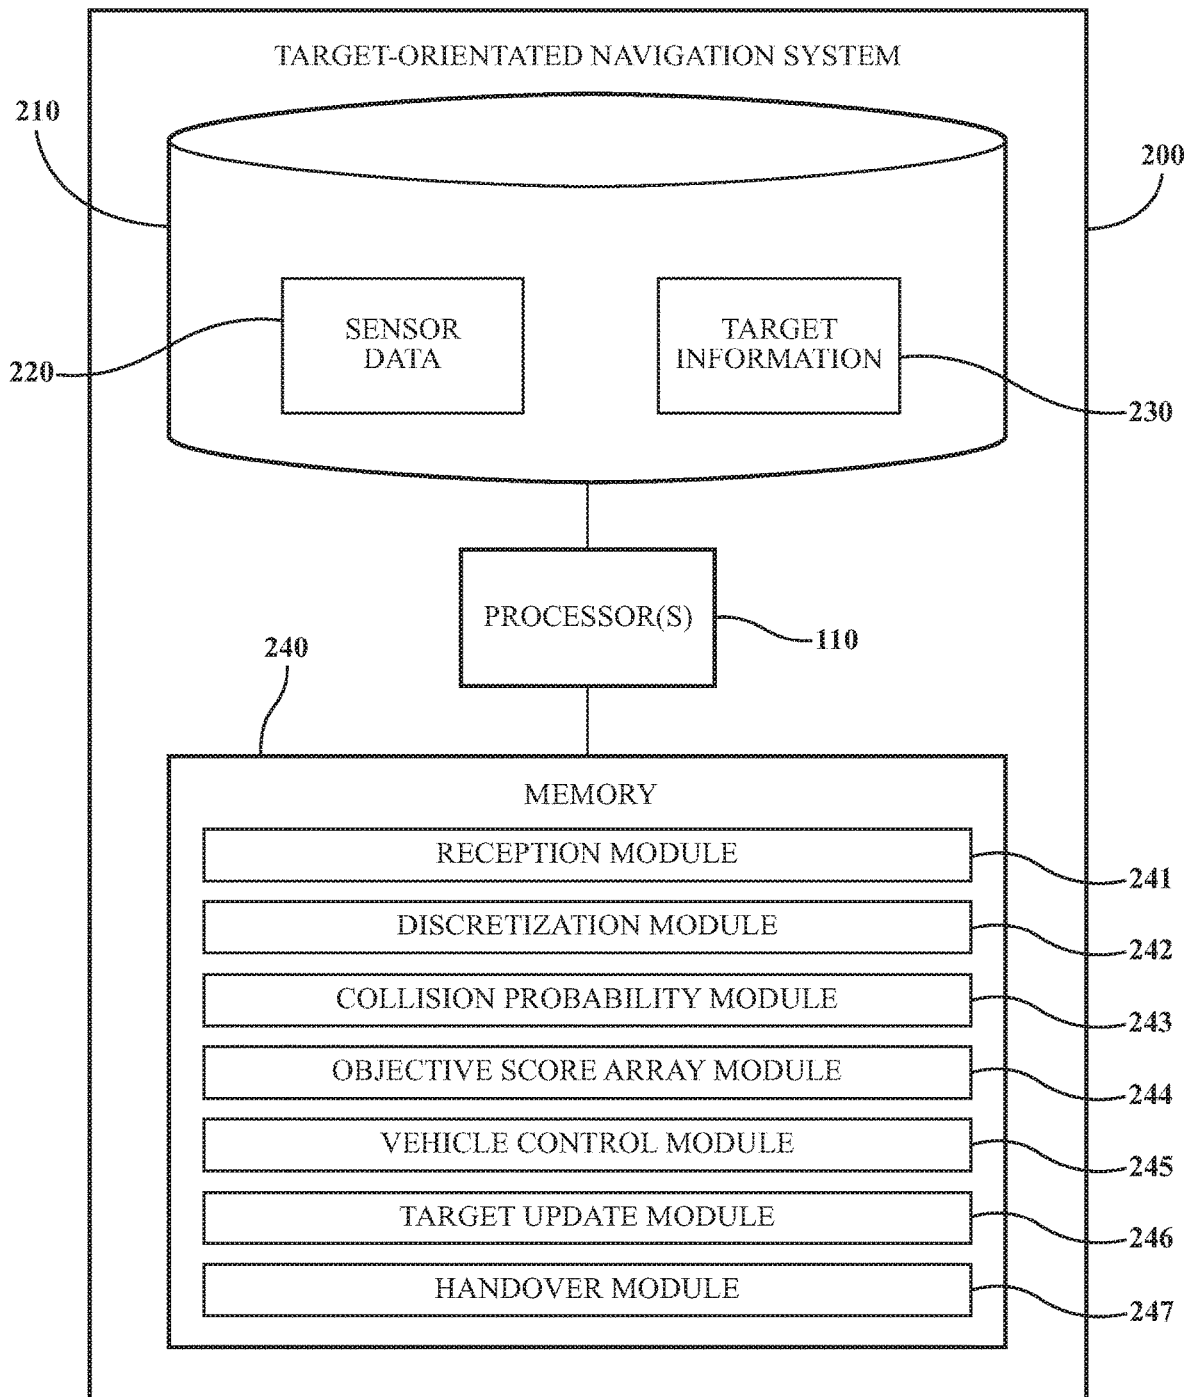 TARGET-ORIENTATED NAVIGATION SYSTEM
210
200
SENSOR
DATA
TARGET
INFORMATION
220
230
PROCESSOR(S)
110
240
MEMORY
RECEPTION MODULE
241
DISCRETIZATION MODULE
242
COLLISION PROBABILITY MODULE
243
OBJECTIVE SCORE ARRAY MODULE
244
VEHICLE CONTROL MODULE
245
TARGET UPDATE MODULE
246
HANDOVER MODULE
247